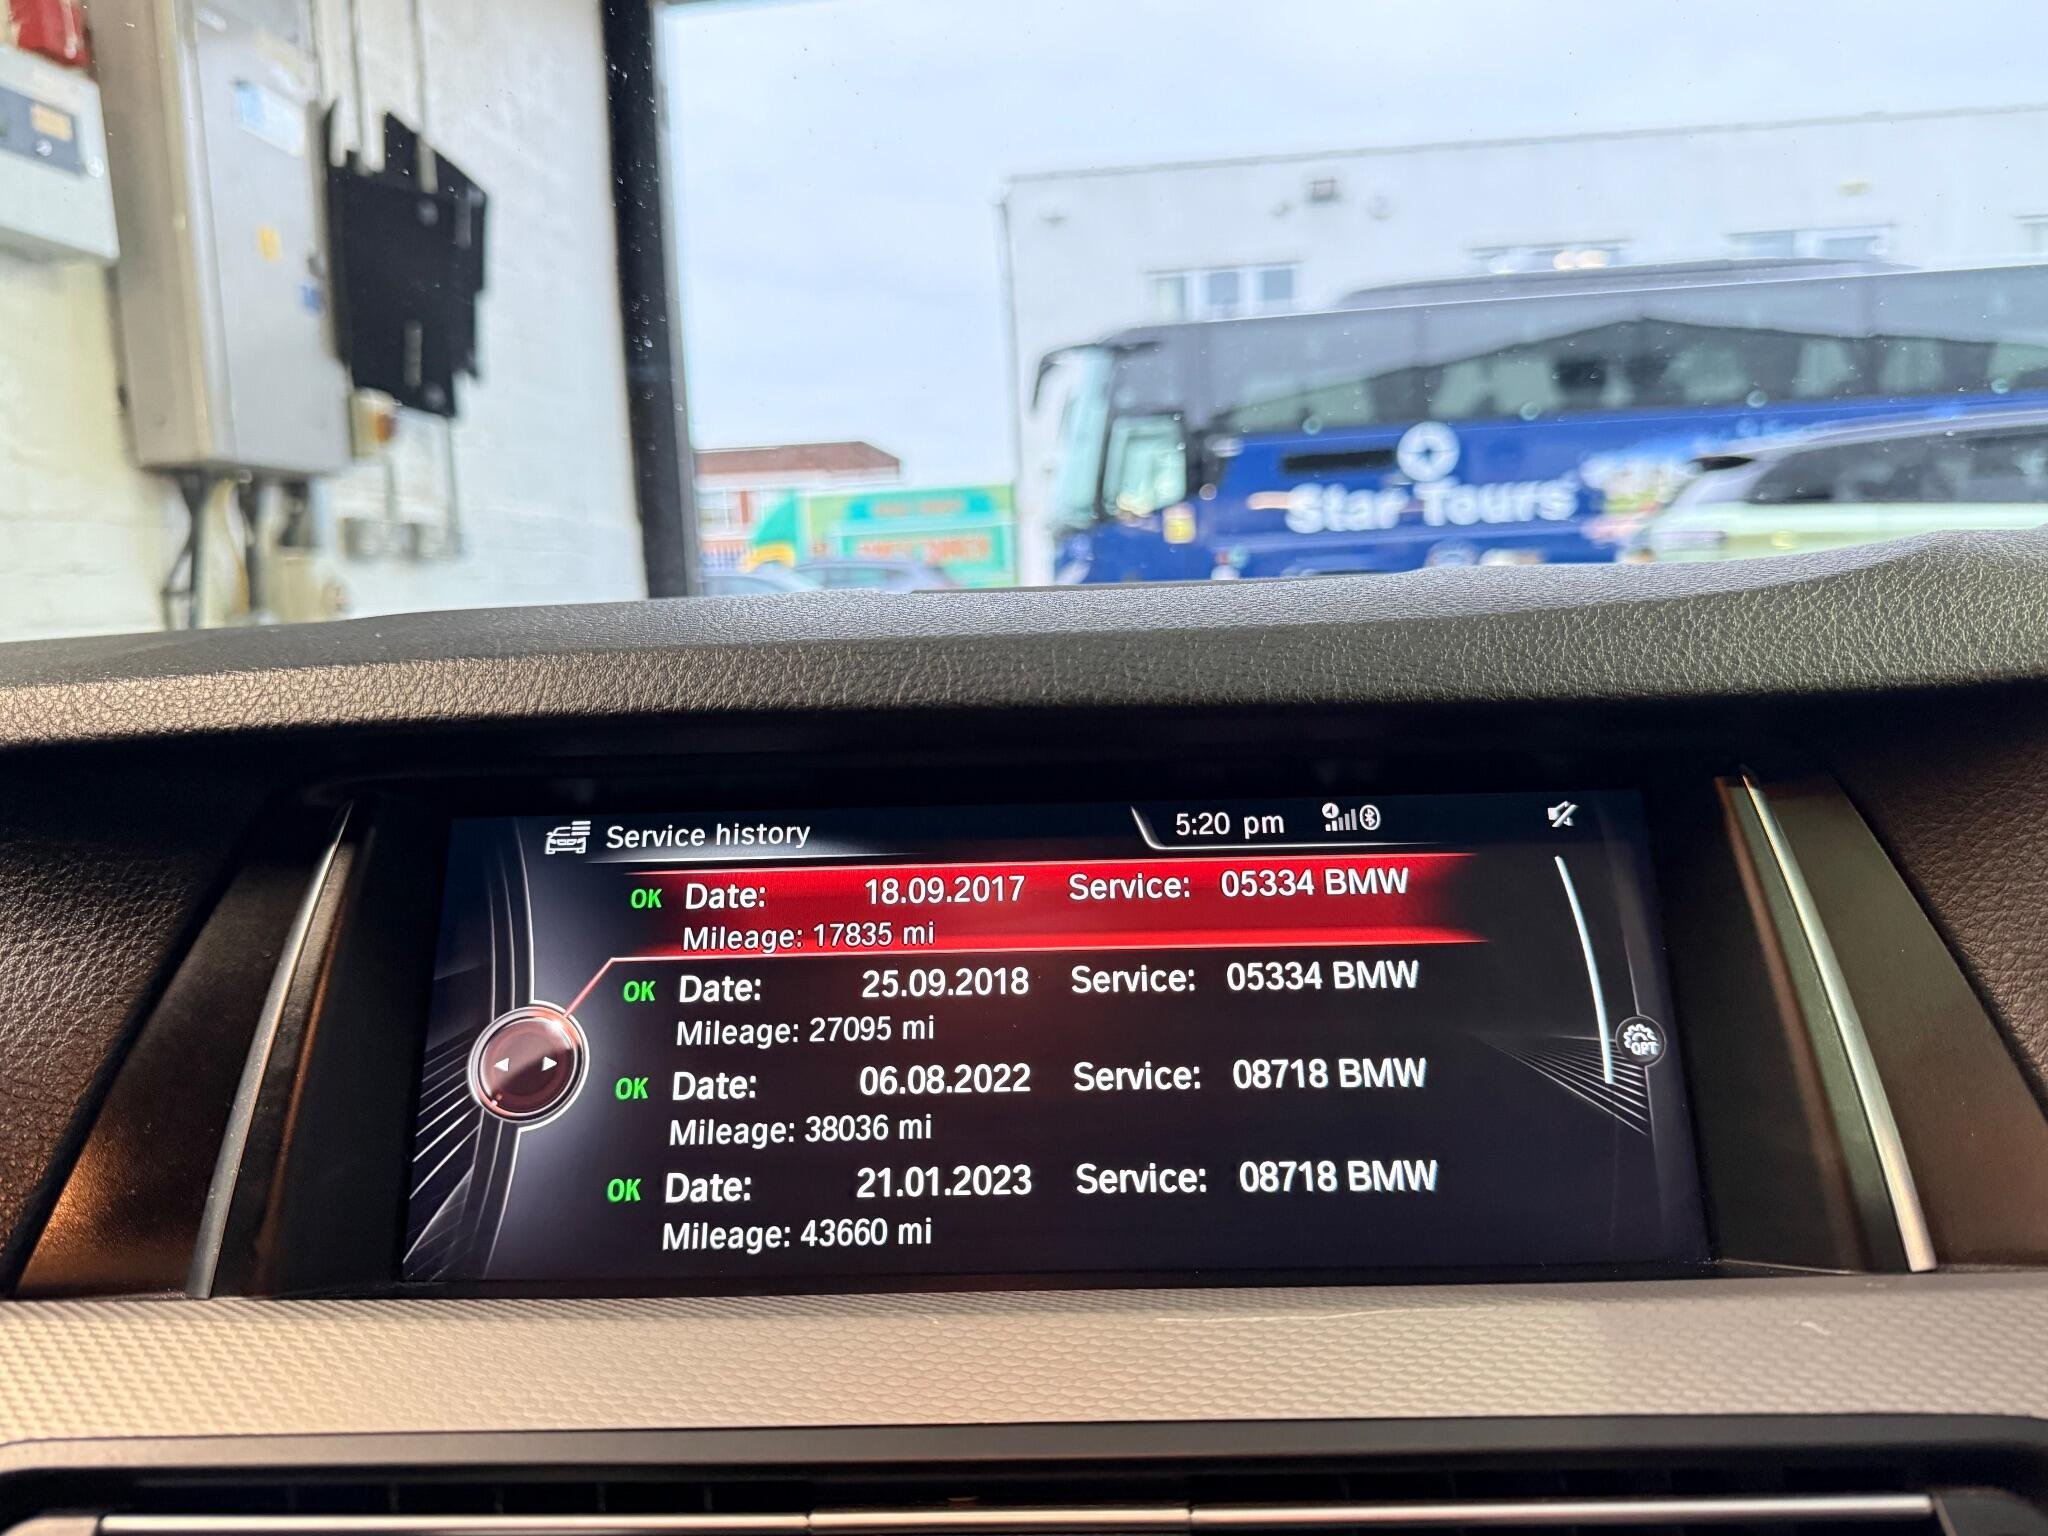 Star Tours
Service history
5:20 pm
OK Date: 18.09.2017 Service: 05334 BMW
Mileage: 17835 mi
OK Date: 25.09.2018 Service: 05334 BMW
Mileage: 27095 mi
OK Date: 06.08.2022 Service: 08718 BMW
Mileage: 38036 mi
OK Date: 21.01.2023 Service: 08718 BMW
Mileage: 43660 mi
OPT